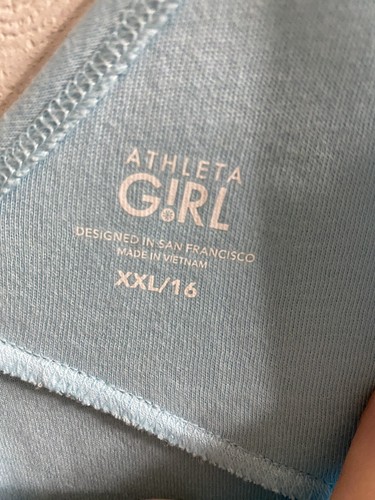 ATHLETA
G!RL
DESIGNED IN SAN FRANCISCO
MADE IN VIETNAM
XXL/16